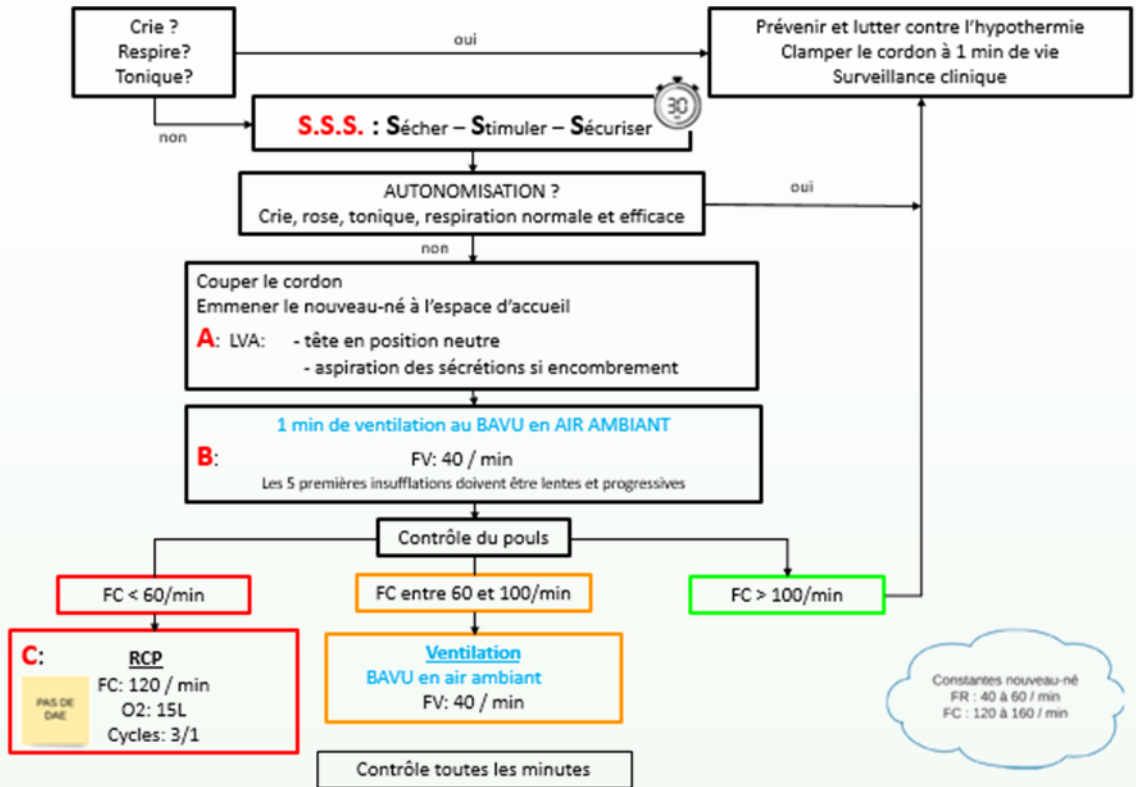 Crie ?
Respire?
Tonique?
oui
Prévenir et lutter contre l'hypothermie
Clamper le cordon à 1 min de vie
Surveillance clinique
non
S.S.S. : Sécher – Stimuler – Sécuriser
30
AUTONOMISATION ?
Crie, rose, tonique, respiration normale et efficace
oui
non
Couper le cordon
Emmener le nouveau-né à l'espace d'accueil
A: LVA: - tête en position neutre
- aspiration des sécrétions si encombrement
1 min de ventilation au BAVU en AIR AMBIANT
B: FV: 40 / min
Les 5 premières insufflations doivent être lentes et progressives
Contrôle du pouls
FC < 60/min
FC entre 60 et 100/min
FC > 100/min
C: RCP
FC: 120 / min
O2: 15L
Cycles: 3/1
PAS DE
DAE
Ventilation
BAVU en air ambiant
FV: 40 / min
Constantes nouveau-né
FR : 40 à 60 / min
FC : 120 à 160 / min
Contrôle toutes les minutes